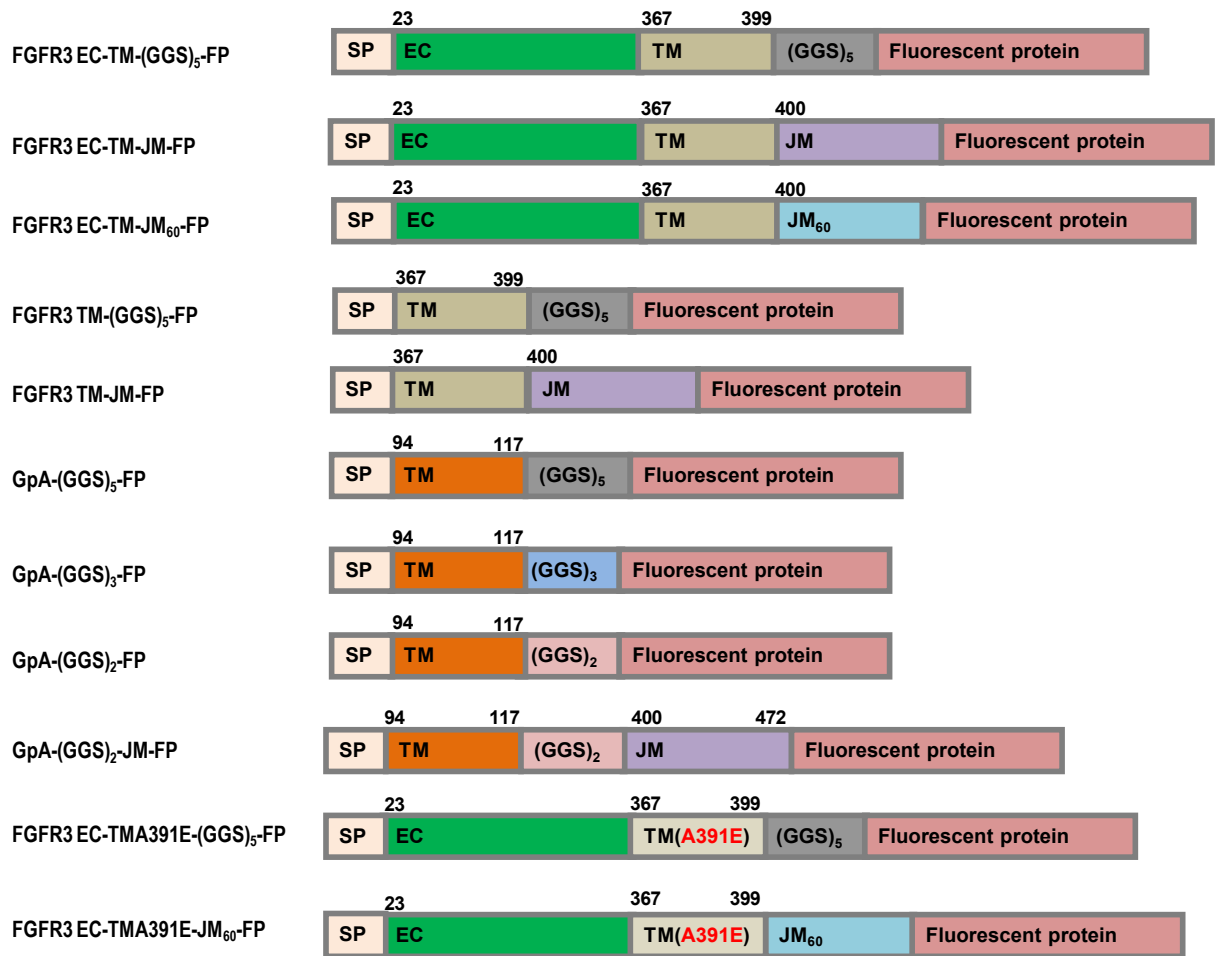 23 367 399
FGFR3 EC-TM-(GGS)₅-FP SP EC TM (GGS)₅ Fluorescent protein
23 367 400
FGFR3 EC-TM-JM-FP SP EC TM JM Fluorescent protein
23 367 400
FGFR3 EC-TM-JM₆₀-FP SP EC TM JM₆₀ Fluorescent protein
367 399
FGFR3 TM-(GGS)₅-FP SP TM (GGS)₅ Fluorescent protein
367 400
FGFR3 TM-JM-FP SP TM JM Fluorescent protein
94 117
GpA-(GGS)₅-FP SP TM (GGS)₅ Fluorescent protein
94 117
GpA-(GGS)₃-FP SP TM (GGS)₃ Fluorescent protein
94 117
GpA-(GGS)₂-FP SP TM (GGS)₂ Fluorescent protein
94 117 400 472
GpA-(GGS)₂-JM-FP SP TM (GGS)₂ JM Fluorescent protein
23 367 399
FGFR3 EC-TMA391E-(GGS)₅-FP SP EC TM(A391E) (GGS)₅ Fluorescent protein
23 367 399
FGFR3 EC-TMA391E-JM₆₀-FP SP EC TM(A391E) JM₆₀ Fluorescent protein